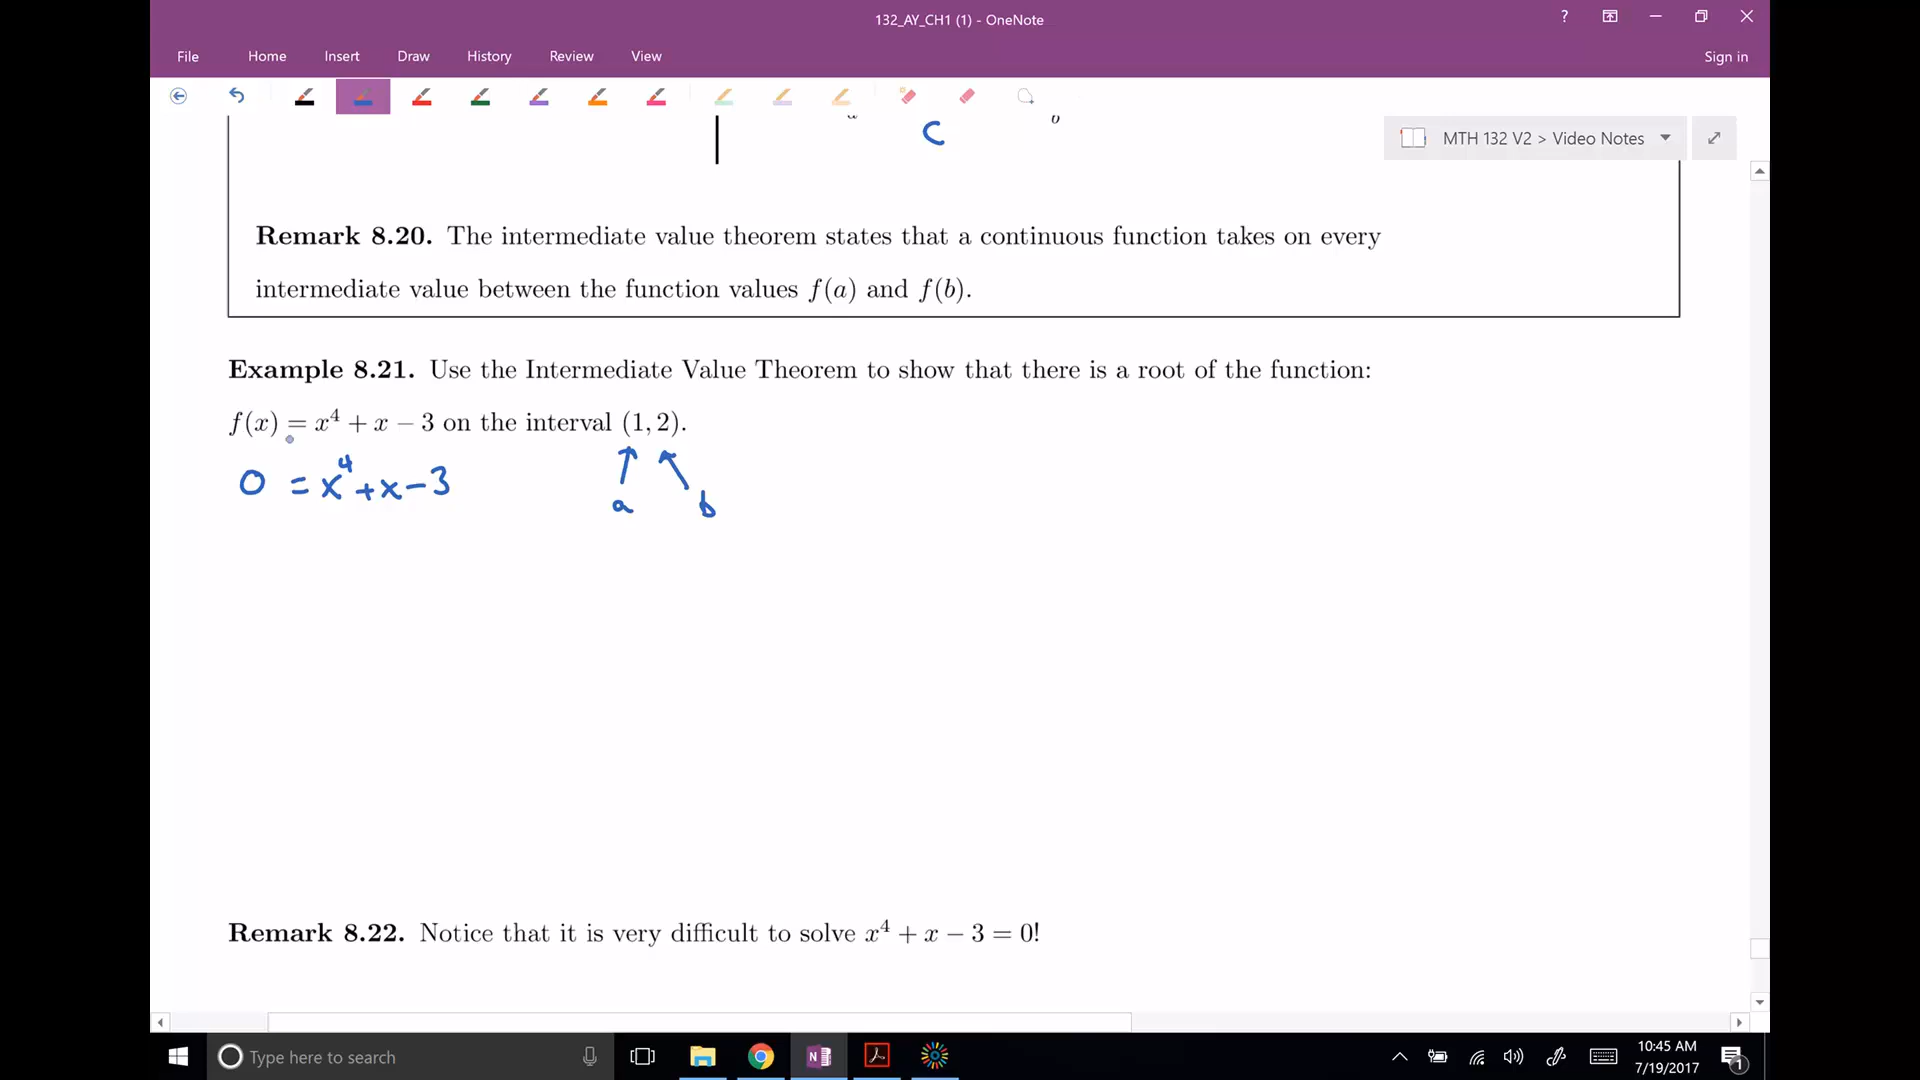 132_AY_CH1 (1) - OneNote
?
File Home Insert Draw History Review View Sign in
a b
C
MTH 132 V2 > Video Notes
Remark 8.20. The intermediate value theorem states that a continuous function takes on every
intermediate value between the function values f(a) and f(b).
Example 8.21. Use the Intermediate Value Theorem to show that there is a root of the function:
f(x) = x⁴ + x − 3 on the interval (1, 2).
0 = x⁴ + x − 3
a b
Remark 8.22. Notice that it is very difficult to solve x⁴ + x − 3 = 0!
Type here to search
N
10:45 AM
7/19/2017
1